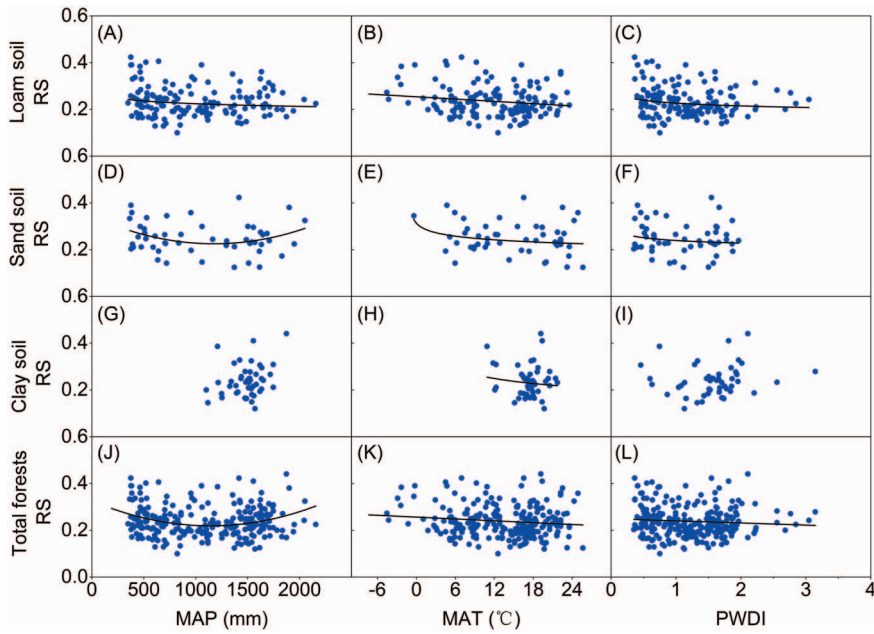 0.6
(A)
(B)
(C)
Loam soil
RS
0.4
0.2
0.6
(D)
(E)
(F)
Sand soil
RS
0.4
0.2
0.6
(G)
(H)
(I)
Clay soil
RS
0.4
0.2
0.6
(J)
(K)
(L)
Total forests
RS
0.4
0.2
0.0
0 500 1000 1500 2000
-6 0 6 12 18 24
0 1 2 3 4
MAP (mm)
MAT (℃)
PWDI